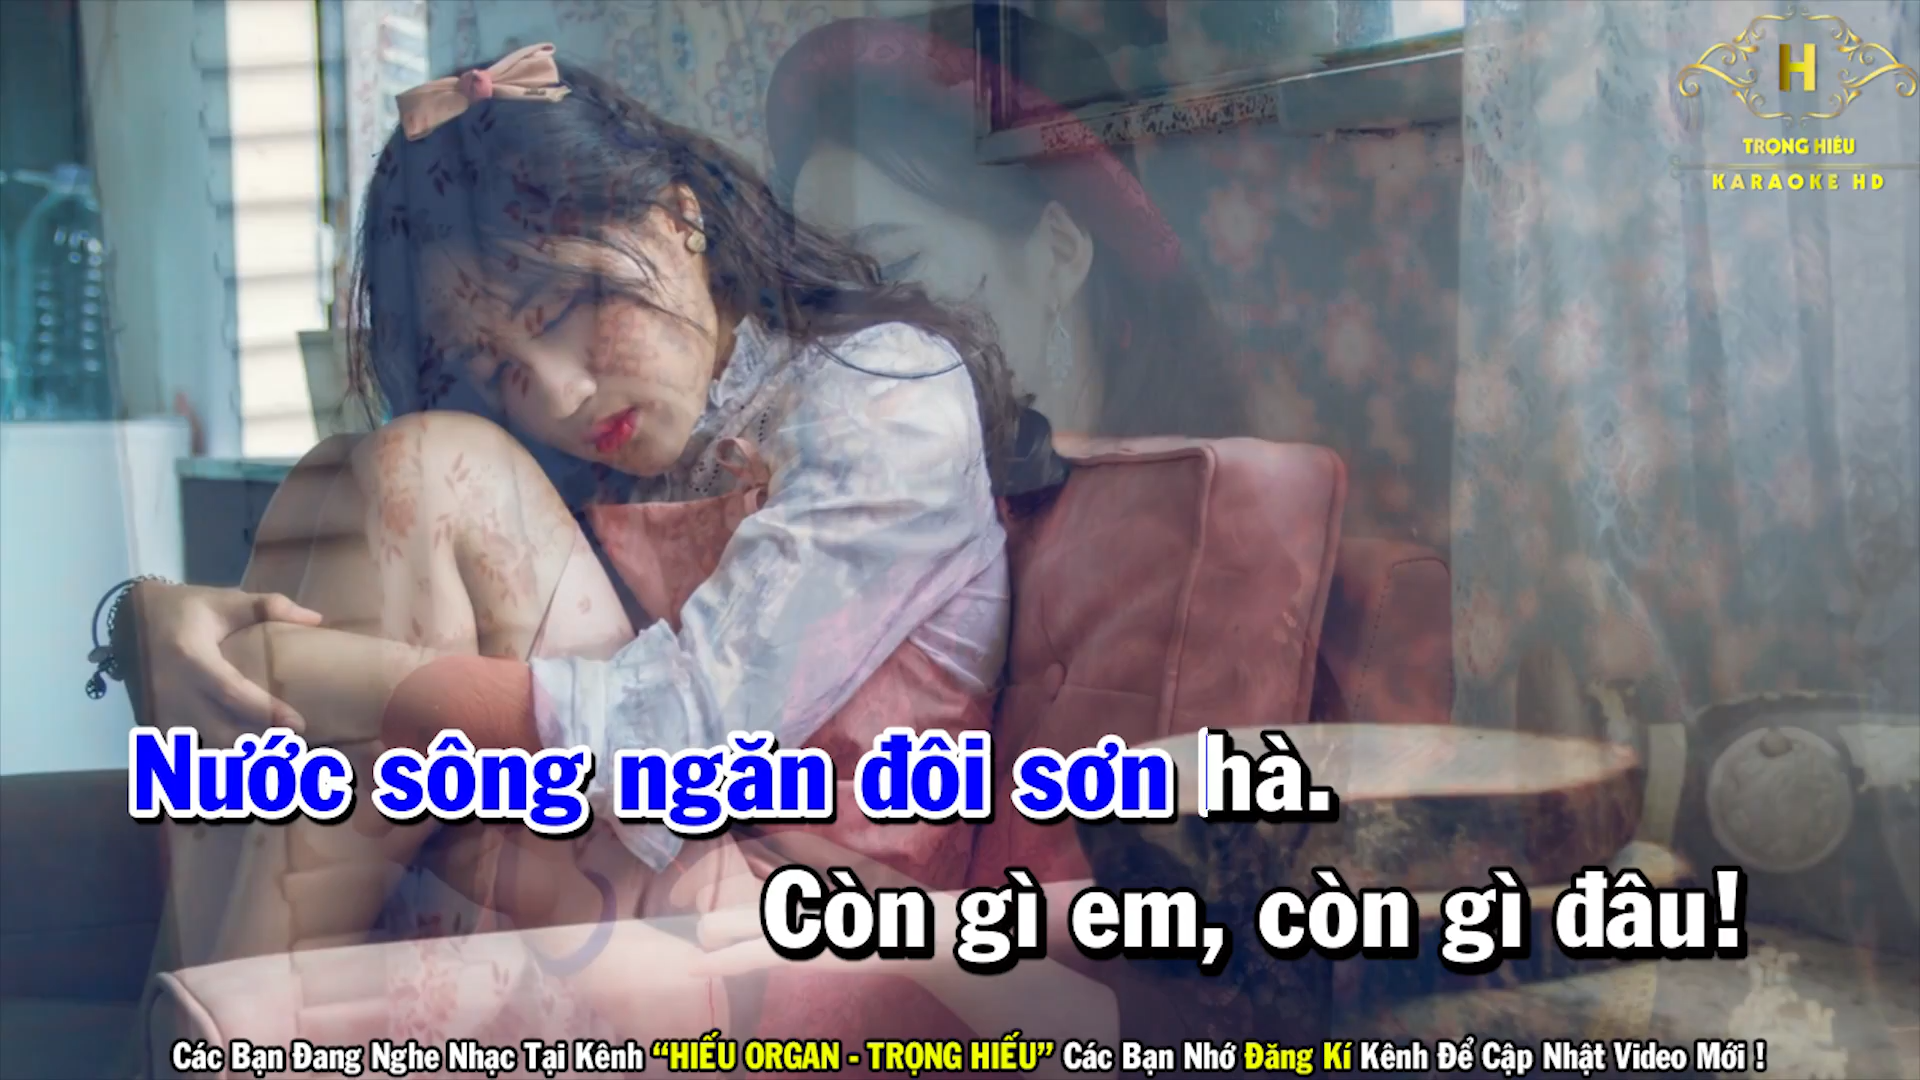 H
TRỌNG HIẾU
KARAOKE HD
Nước sông ngăn đôi sơn hà.
Còn gì em, còn gì đâu!
Các Bạn Đang Nghe Nhạc Tại Kênh “HIẾU ORGAN - TRỌNG HIẾU” Các Bạn Nhớ Đăng Kí Kênh Để Cập Nhật Video Mới !